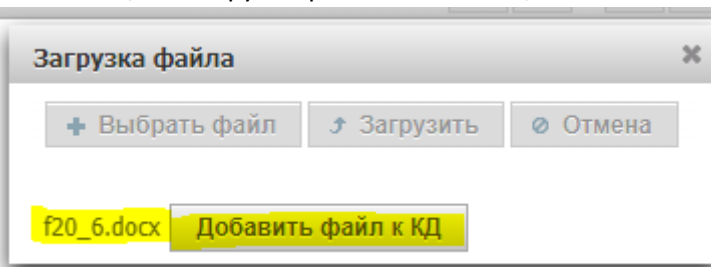 Загрузка файла
Выбрать файл Загрузить Отмена
f20_6.docx Добавить файл к КД